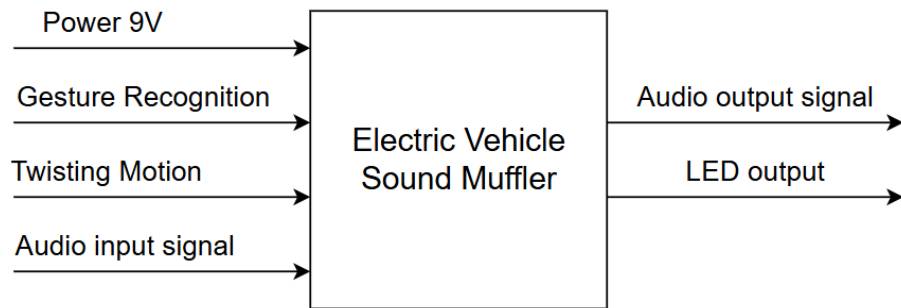 Power 9V
Gesture Recognition
Twisting Motion
Audio input signal
Electric Vehicle
Sound Muffler
Audio output signal
LED output